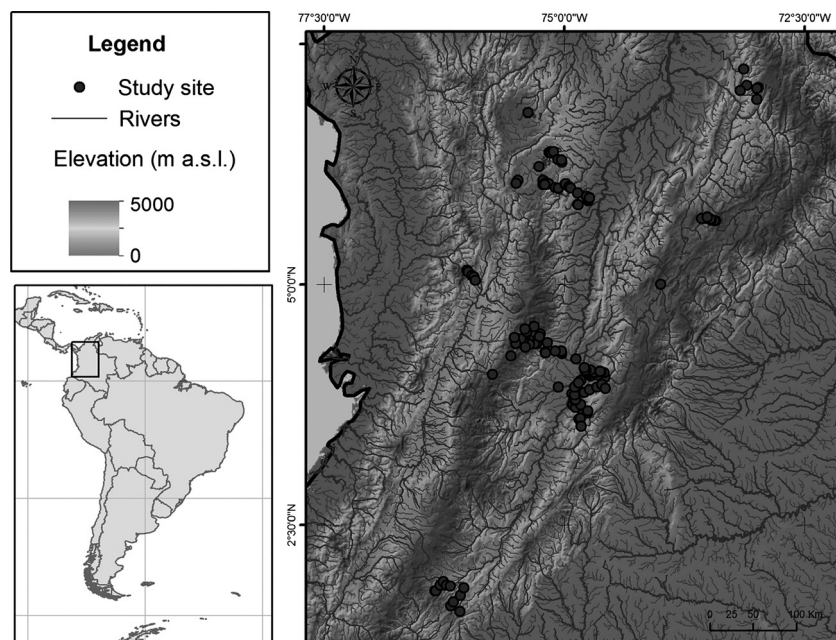 Legend
Study site
Rivers
Elevation (m a.s.l.)
5000
0
77°30'0"W 75°0'0"W 72°30'0"W
N
W
S
5°0'0"N
2°30'0"N
0 25 50 100 Km